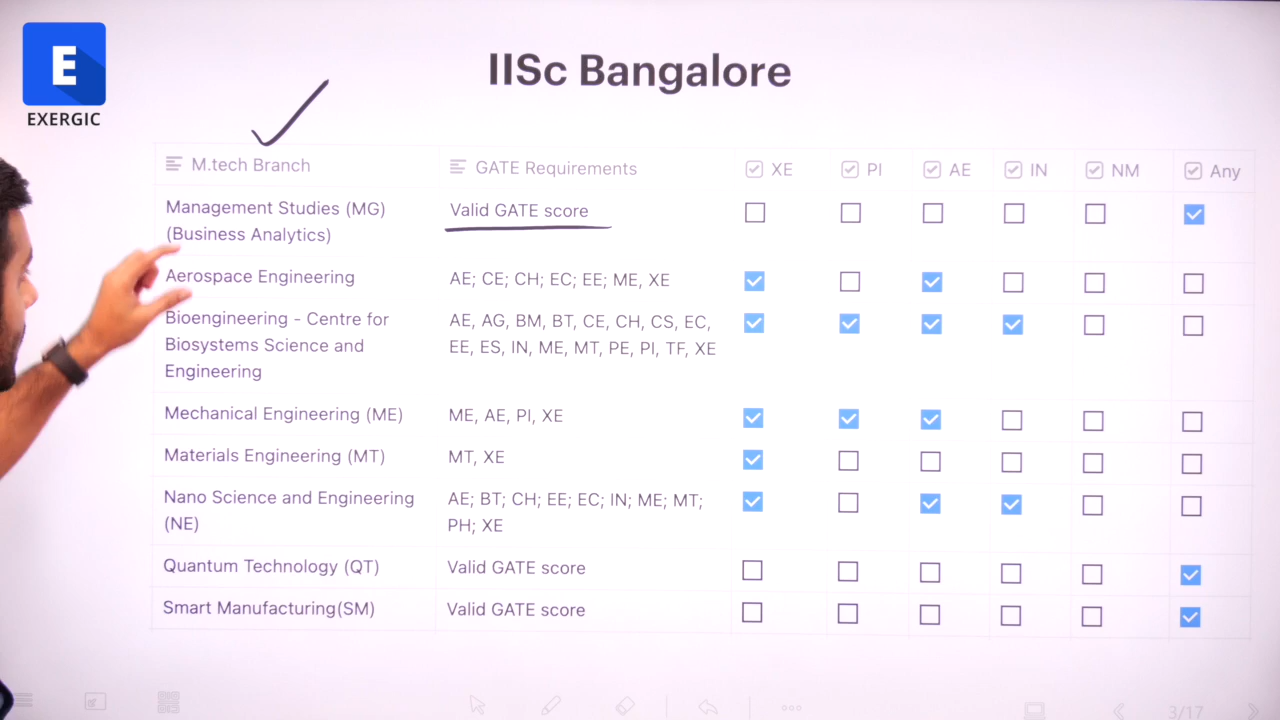 E
EXERGIC
IISc Bangalore
M.tech Branch GATE Requirements XE PI AE IN NM Any
Management Studies (MG) Valid GATE score
(Business Analytics)
Aerospace Engineering AE; CE; CH; EC; EE; ME, XE
Bioengineering - Centre for AE, AG, BM, BT, CE, CH, CS, EC,
Biosystems Science and EE, ES, IN, ME, MT, PE, PI, TF, XE
Engineering
Mechanical Engineering (ME) ME, AE, PI, XE
Materials Engineering (MT) MT, XE
Nano Science and Engineering AE; BT; CH; EE; EC; IN; ME; MT;
(NE) PH; XE
Quantum Technology (QT) Valid GATE score
Smart Manufacturing(SM) Valid GATE score
3/17